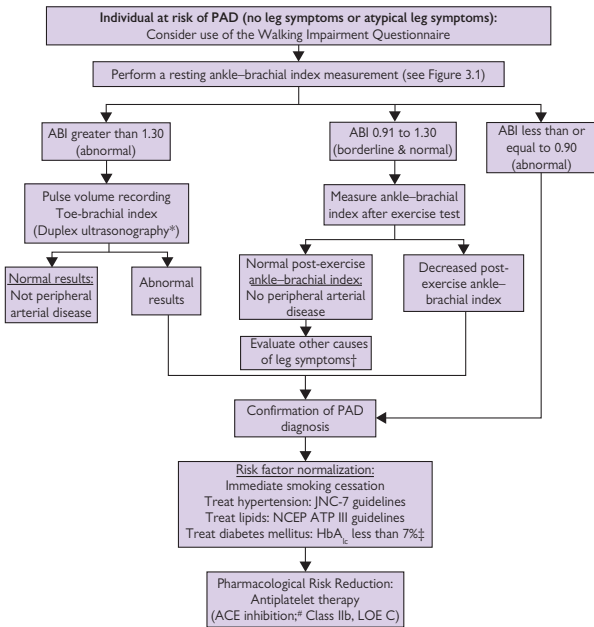 Individual at risk of PAD (no leg symptoms or atypical leg symptoms):
Consider use of the Walking Impairment Questionnaire
Perform a resting ankle–brachial index measurement (see Figure 3.1)
ABI greater than 1.30
(abnormal)
ABI 0.91 to 1.30
(borderline & normal)
ABI less than or
equal to 0.90
(abnormal)
Pulse volume recording
Toe-brachial index
(Duplex ultrasonography*)
Measure ankle–brachial
index after exercise test
Normal results:
Not peripheral
arterial disease
Abnormal
results
Normal post-exercise
ankle–brachial index:
No peripheral arterial
disease
Decreased post-
exercise ankle–
brachial index
Evaluate other causes
of leg symptoms†
Confirmation of PAD
diagnosis
Risk factor normalization:
Immediate smoking cessation
Treat hypertension: JNC-7 guidelines
Treat lipids: NCEP ATP III guidelines
Treat diabetes mellitus: HbA1c less than 7%‡
Pharmacological Risk Reduction:
Antiplatelet therapy
(ACE inhibition;# Class IIb, LOE C)